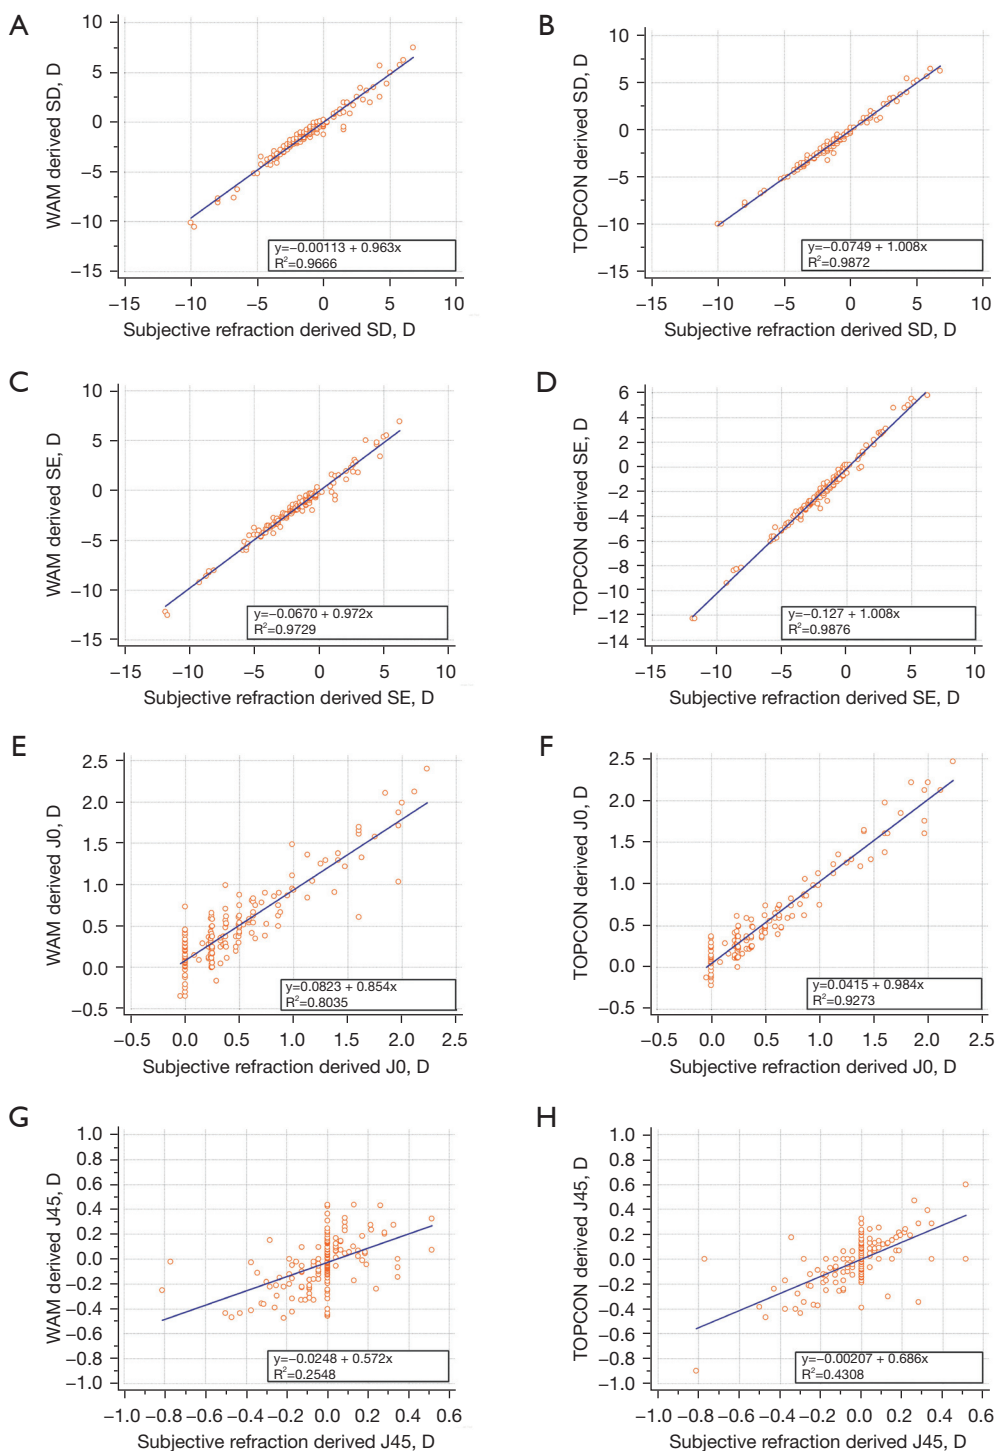 A
WAM derived SD, D
10
5
0
−5
−10
−15
y=−0.00113 + 0.963x
R²=0.9666
−15 −10 −5 0 5 10
Subjective refraction derived SD, D
B
TOPCON derived SD, D
10
5
0
−5
−10
−15
y=−0.0749 + 1.008x
R²=0.9872
−15 −10 −5 0 5 10
Subjective refraction derived SD, D
C
WAM derived SE, D
10
5
0
−5
−10
−15
y=−0.0670 + 0.972x
R²=0.9729
−15 −10 −5 0 5 10
Subjective refraction derived SE, D
D
TOPCON derived SE, D
6
4
2
0
−2
−4
−6
−8
−10
−12
−14
y=−0.127 + 1.008x
R²=0.9876
−15 −10 −5 0 5 10
Subjective refraction derived SE, D
E
WAM derived J0, D
2.5
2.0
1.5
1.0
0.5
0.0
−0.5
y=0.0823 + 0.854x
R²=0.8035
−0.5 0.0 0.5 1.0 1.5 2.0 2.5
Subjective refraction derived J0, D
F
TOPCON derived J0, D
2.5
2.0
1.5
1.0
0.5
0.0
−0.5
y=0.0415 + 0.984x
R²=0.9273
−0.5 0.0 0.5 1.0 1.5 2.0 2.5
Subjective refraction derived J0, D
G
WAM derived J45, D
1.0
0.8
0.6
0.4
0.2
0.0
−0.2
−0.4
−0.6
−0.8
−1.0
y=−0.0248 + 0.572x
R²=0.2548
−1.0 −0.8 −0.6 −0.4 −0.2 0.0 0.2 0.4 0.6
Subjective refraction derived J45, D
H
TOPCON derived J45, D
1.0
0.8
0.6
0.4
0.2
0.0
−0.2
−0.4
−0.6
−0.8
−1.0
y=−0.00207 + 0.686x
R²=0.4308
−1.0 −0.8 −0.6 −0.4 −0.2 0.0 0.2 0.4 0.6
Subjective refraction derived J45, D